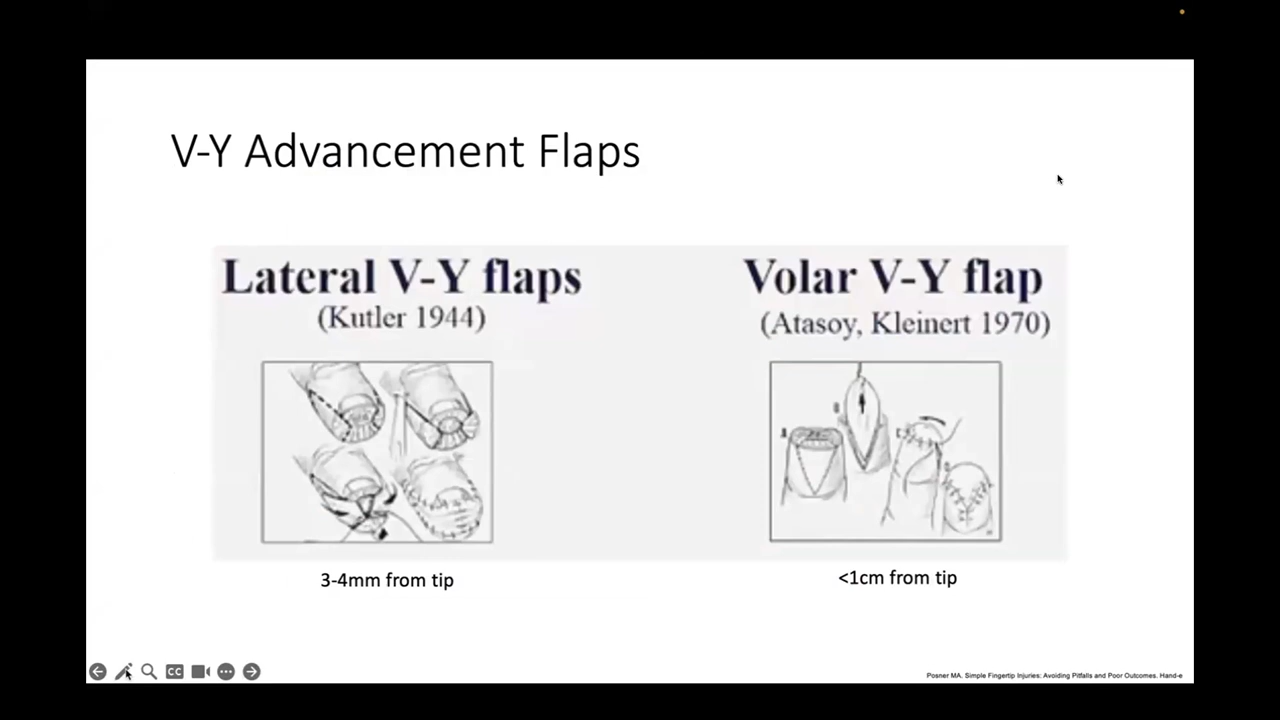 V-Y Advancement Flaps
Lateral V-Y flaps
(Kutler 1944)
Volar V-Y flap
(Atasoy, Kleinert 1970)
3-4mm from tip
<1cm from tip
CC
Posner MA. Simple Fingertip Injuries: Avoiding Pitfalls and Poor Outcomes. Hand-e